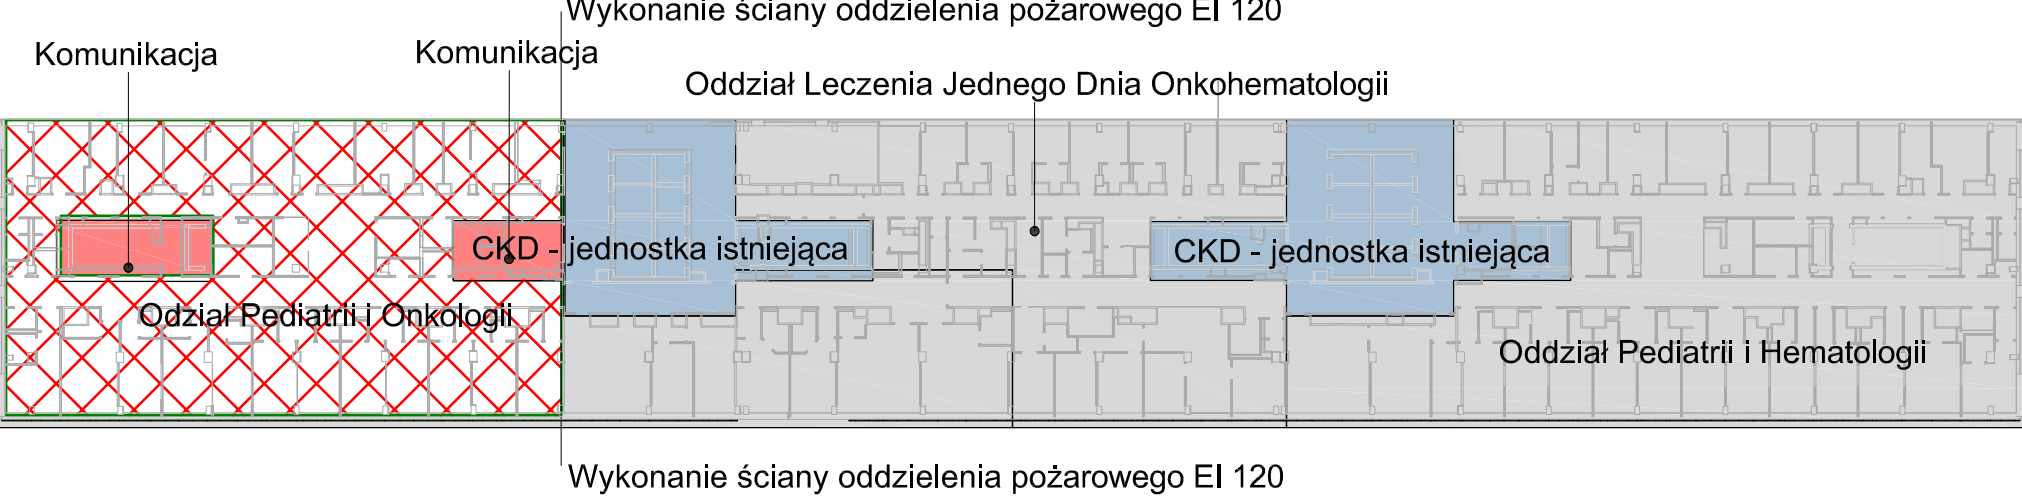 Wykonanie ściany oddzielenia pożarowego EI 120
Komunikacja
Komunikacja
Oddział Leczenia Jednego Dnia Onkohematologii
CKD - jednostka istniejąca
CKD - jednostka istniejąca
Odział Pediatrii i Onkologii
Oddział Pediatrii i Hematologii
Wykonanie ściany oddzielenia pożarowego EI 120